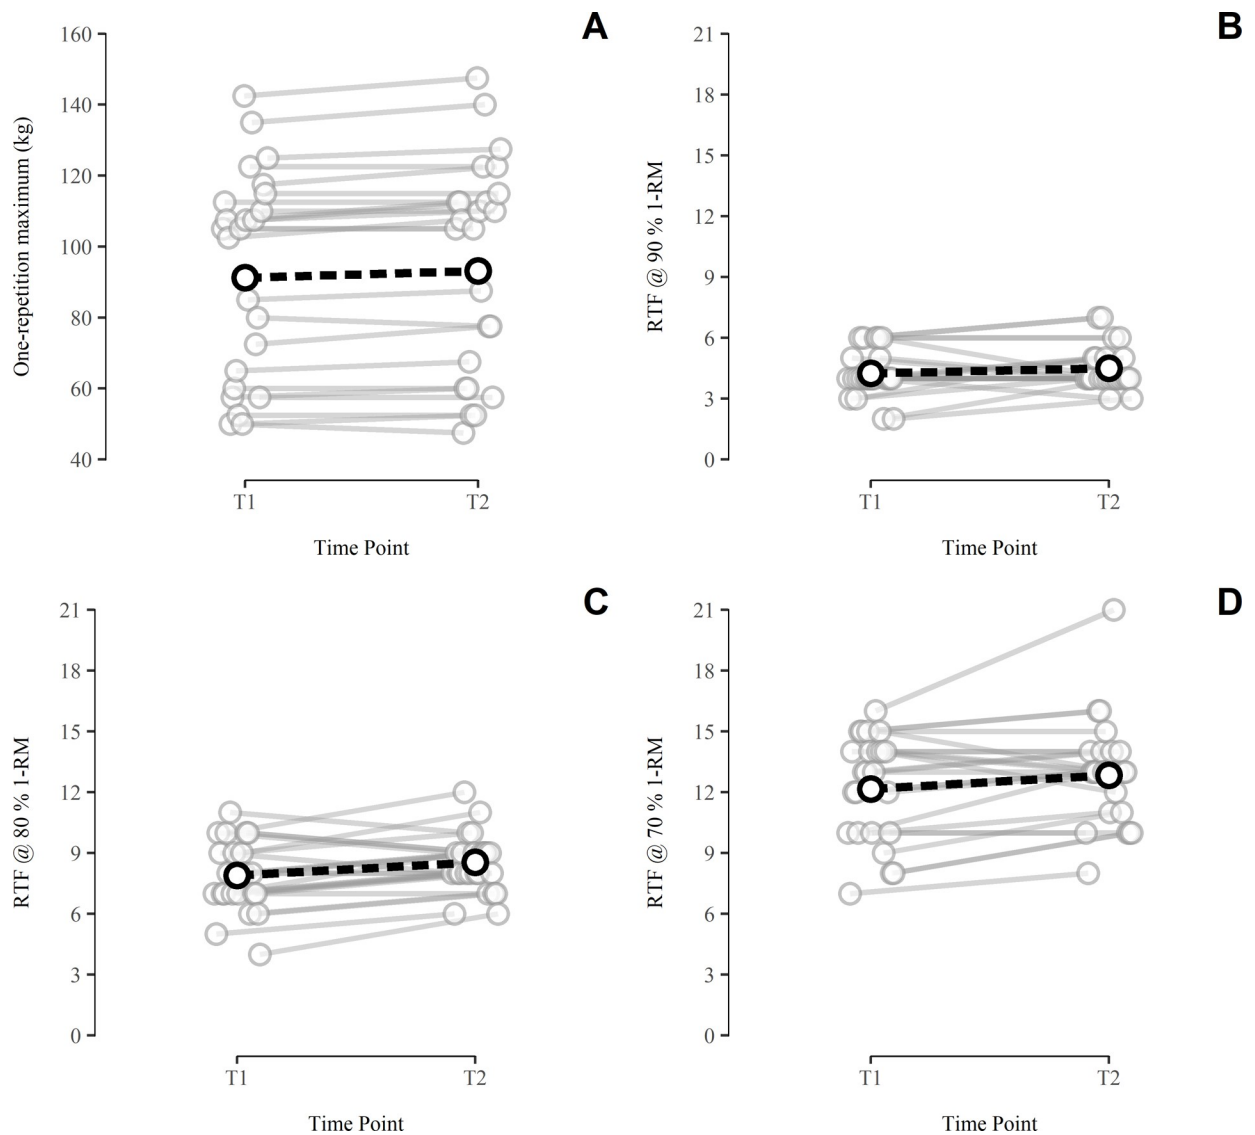 A
One-repetition maximum (kg)
160
140
120
100
80
60
40
T1
T2
Time Point
B
RTF @ 90 % 1-RM
21
18
15
12
9
6
3
0
T1
T2
Time Point
C
RTF @ 80 % 1-RM
21
18
15
12
9
6
3
0
T1
T2
Time Point
D
RTF @ 70 % 1-RM
21
18
15
12
9
6
3
0
T1
T2
Time Point